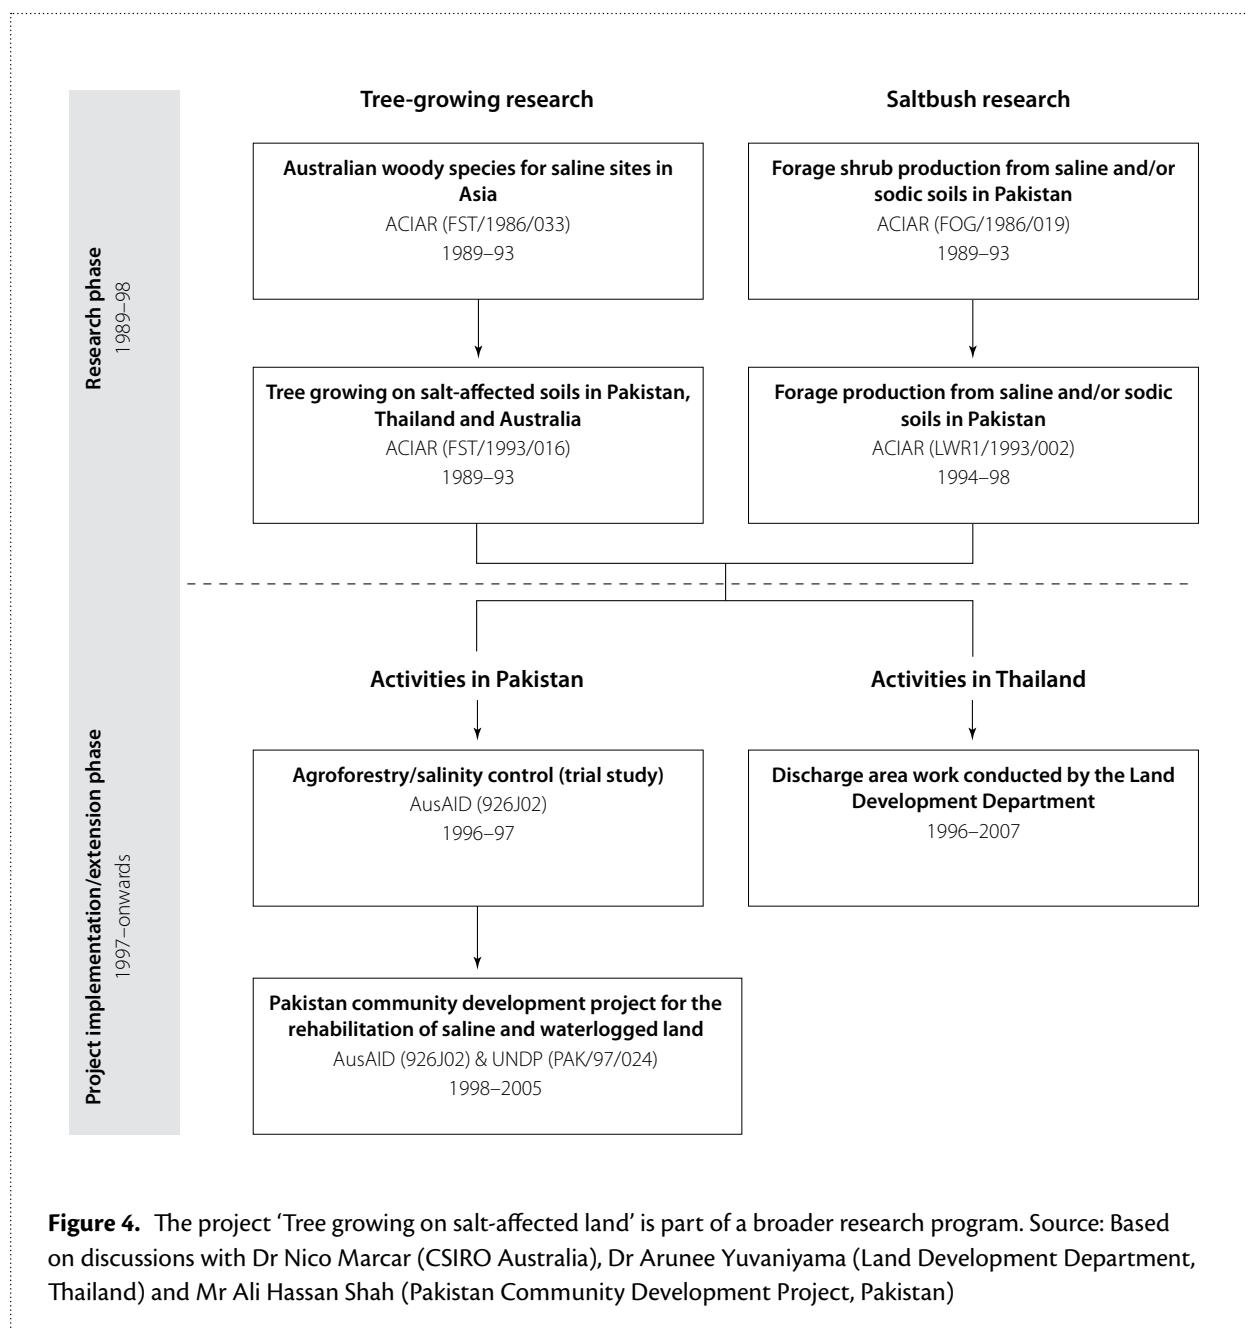 Tree-growing research
Saltbush research
Research phase
1989–98
Australian woody species for saline sites in
Asia
ACIAR (FST/1986/033)
1989–93
Forage shrub production from saline and/or
sodic soils in Pakistan
ACIAR (FOG/1986/019)
1989–93
Tree growing on salt-affected soils in Pakistan,
Thailand and Australia
ACIAR (FST/1993/016)
1989–93
Forage production from saline and/or sodic
soils in Pakistan
ACIAR (LWR1/1993/002)
1994–98
Project implementation/extension phase
1997–onwards
Activities in Pakistan
Activities in Thailand
Agroforestry/salinity control (trial study)
AusAID (926J02)
1996–97
Discharge area work conducted by the Land
Development Department
1996–2007
Pakistan community development project for the
rehabilitation of saline and waterlogged land
AusAID (926J02) & UNDP (PAK/97/024)
1998–2005
Figure 4. The project ‘Tree growing on salt-affected land’ is part of a broader research program. Source: Based
on discussions with Dr Nico Marcar (CSIRO Australia), Dr Arunee Yuvaniyama (Land Development Department,
Thailand) and Mr Ali Hassan Shah (Pakistan Community Development Project, Pakistan)